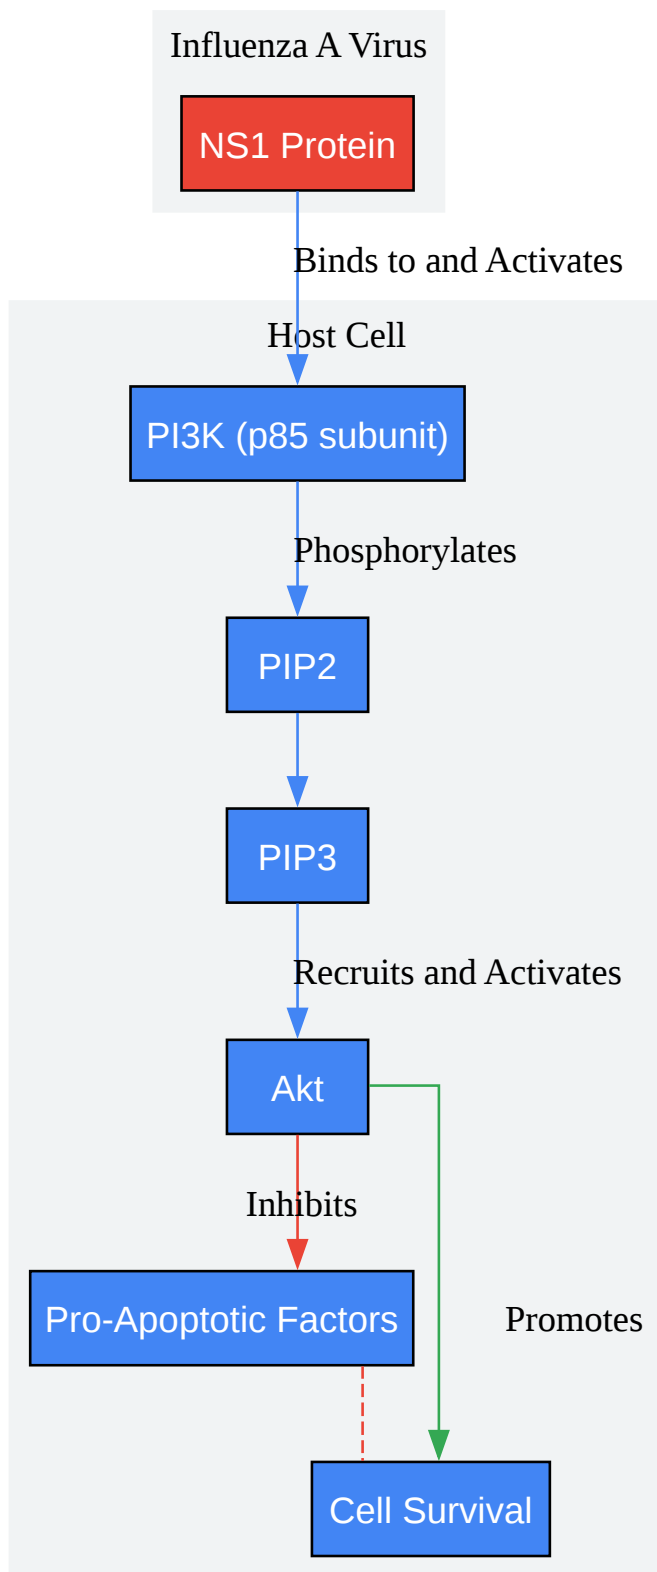 Influenza A Virus
NS1 Protein
Binds to and Activates
Host Cell
PI3K (p85 subunit)
Phosphorylates
PIP2
PIP3
Recruits and Activates
Akt
Inhibits
Pro-Apoptotic Factors
Promotes
Cell Survival